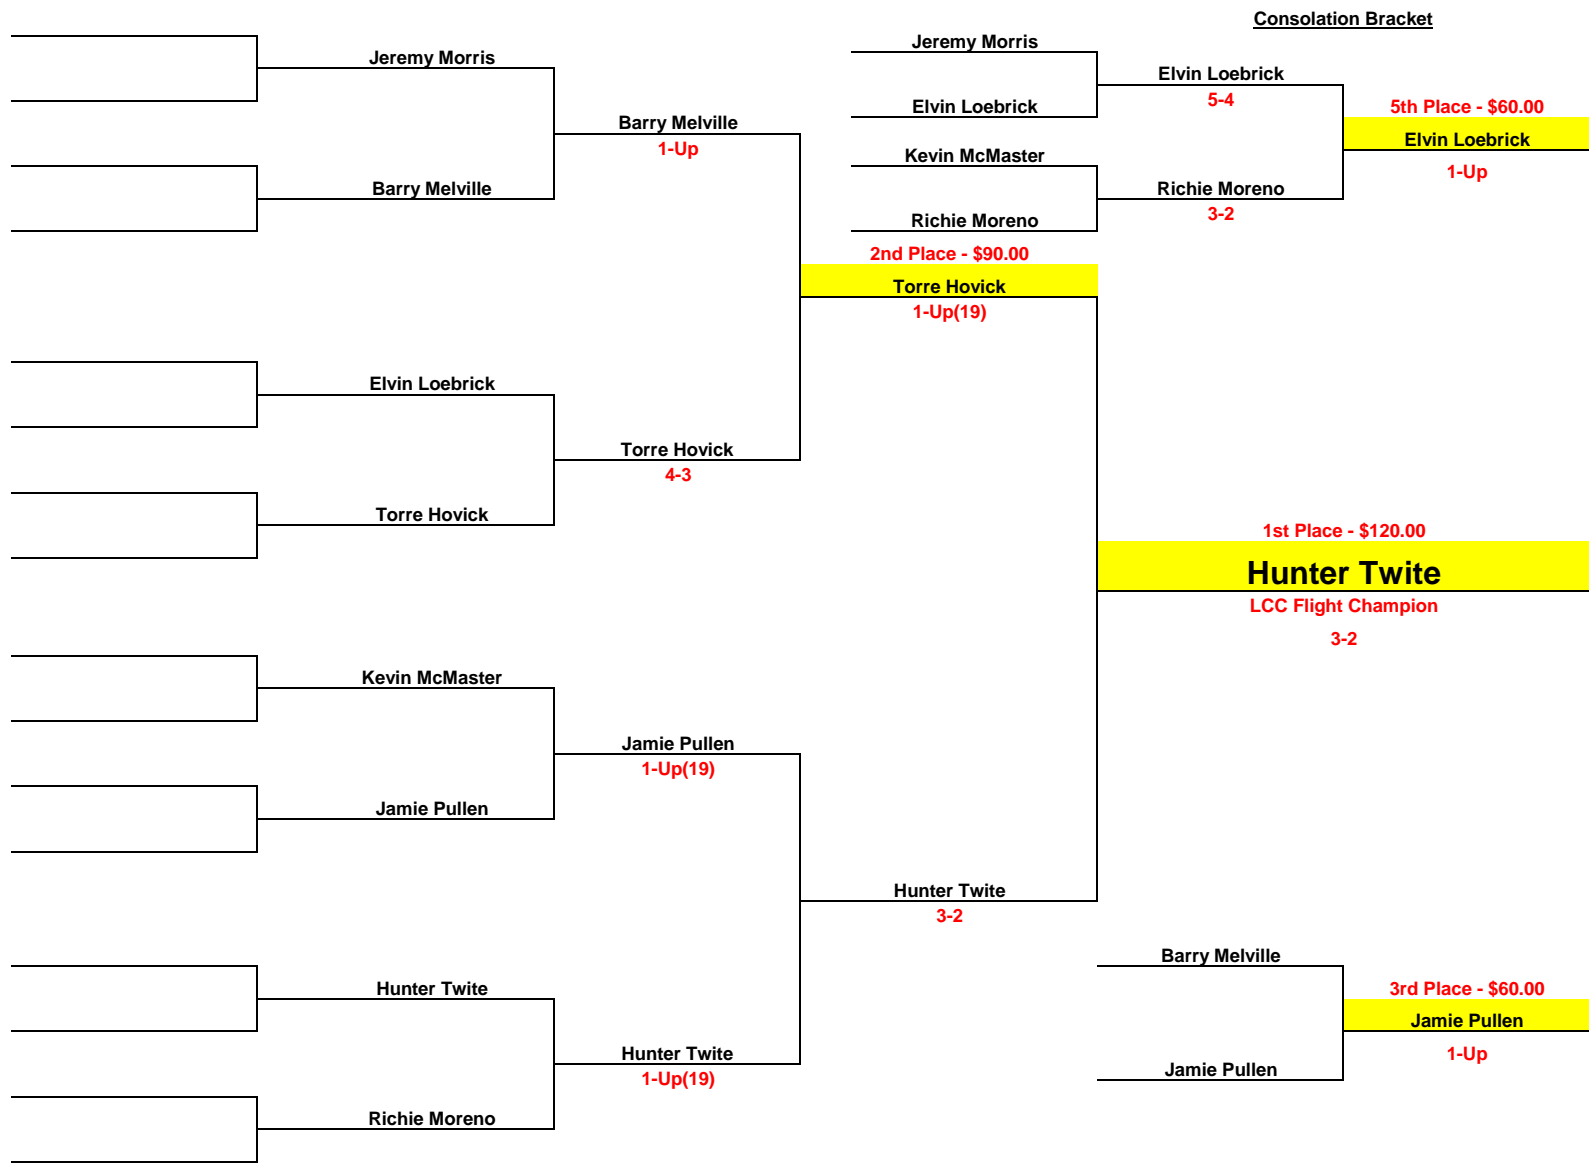 Consolation Bracket
Jeremy Morris
Jeremy Morris
Elvin Loebrick
5-4
Elvin Loebrick
5th Place - $60.00
Barry Melville
1-Up
Elvin Loebrick
Kevin McMaster
1-Up
Barry Melville
Richie Moreno
3-2
Richie Moreno
2nd Place - $90.00
Torre Hovick
1-Up(19)
Elvin Loebrick
Torre Hovick
4-3
Torre Hovick
1st Place - $120.00
Hunter Twite
LCC Flight Champion
3-2
Kevin McMaster
Jamie Pullen
1-Up(19)
Jamie Pullen
Hunter Twite
3-2
Barry Melville
Hunter Twite
3rd Place - $60.00
Jamie Pullen
Hunter Twite
1-Up
1-Up(19)
Jamie Pullen
Richie Moreno